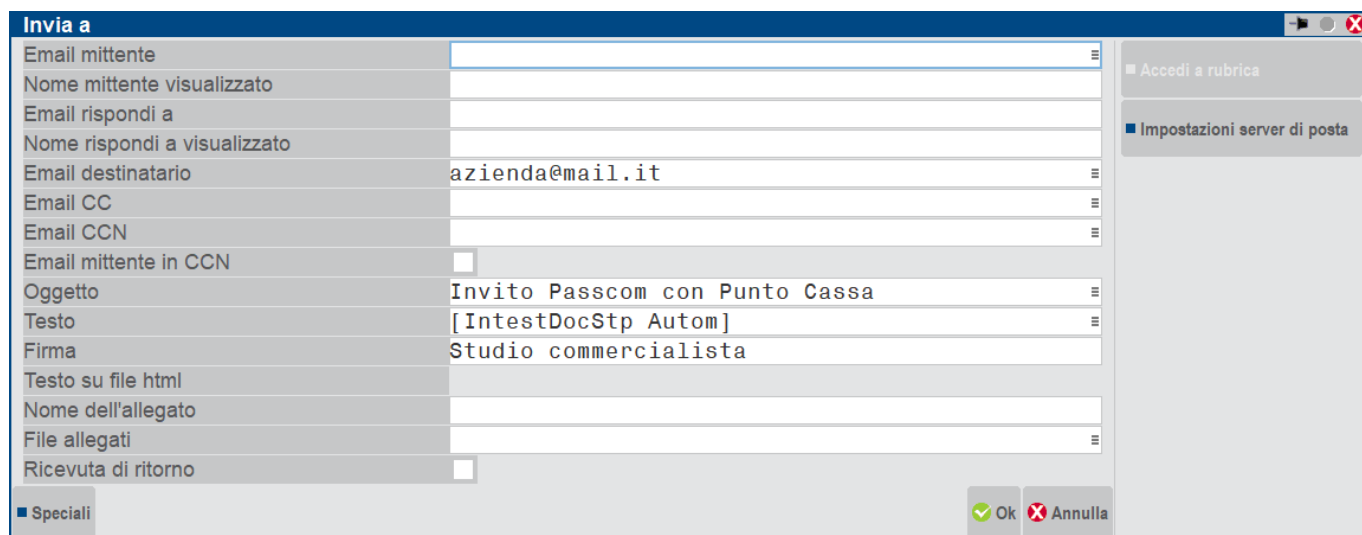 Invia a
Email mittente
Accedi a rubrica
Nome mittente visualizzato
Email rispondi a
Impostazioni server di posta
Nome rispondi a visualizzato
Email destinatario azienda@mail.it
Email CC
Email CCN
Email mittente in CCN
Oggetto Invito Passcom con Punto Cassa
Testo [IntestDocStp Autom]
Firma Studio commercialista
Testo su file html
Nome dell'allegato
File allegati
Ricevuta di ritorno
Speciali Ok Annulla